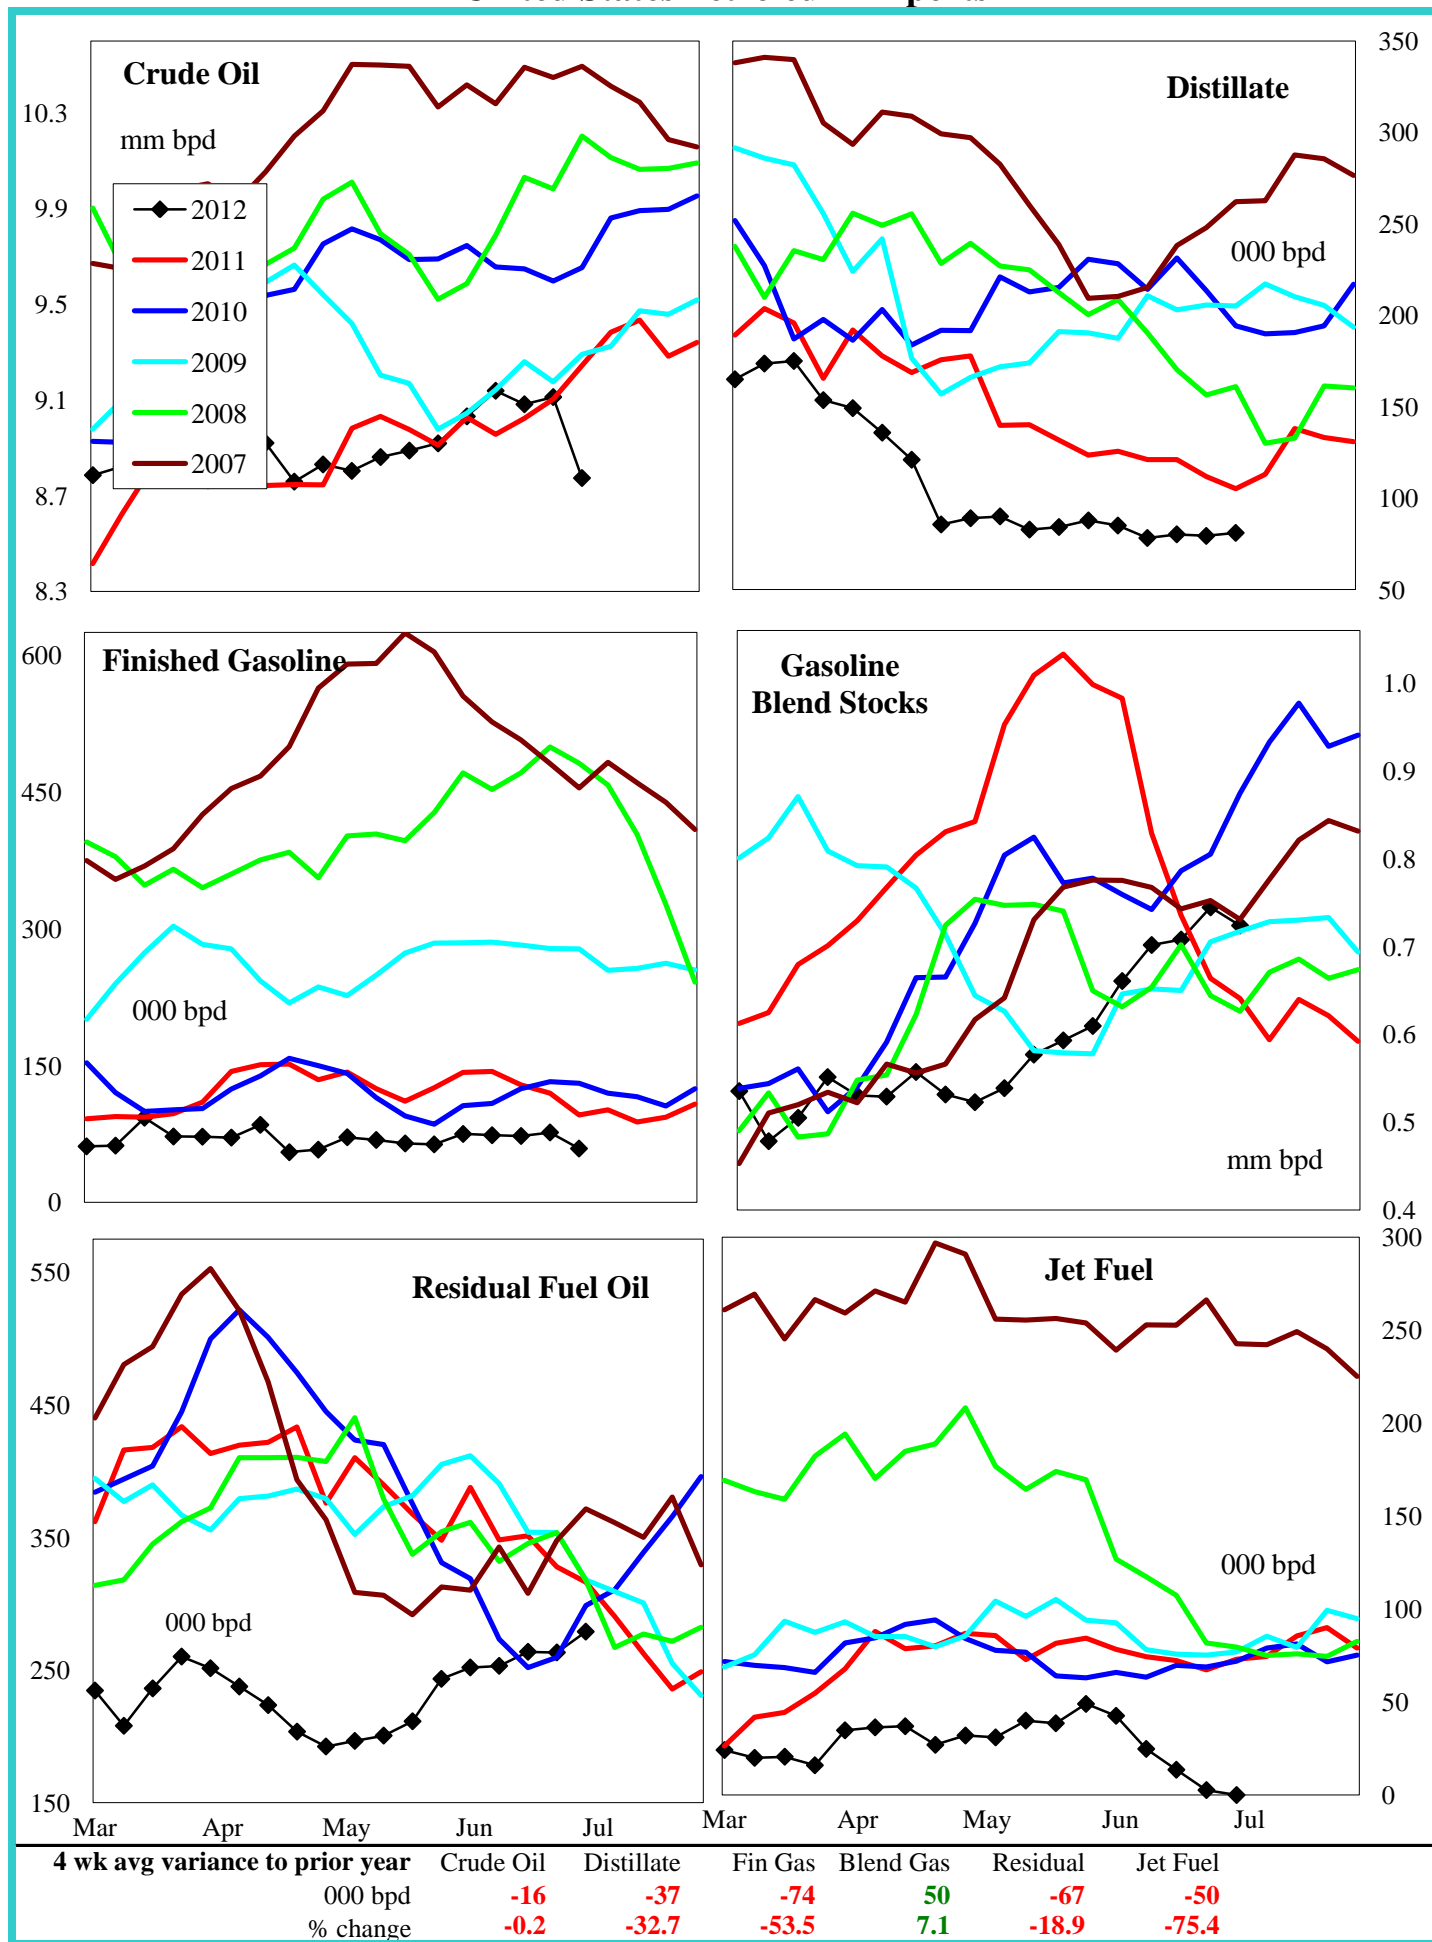 Crude Oil
mm bpd
10.3
9.9
9.5
9.1
8.7
8.3
2012
2011
2010
2009
2008
2007
Distillate
000 bpd
350
300
250
200
150
100
50
Finished Gasoline
000 bpd
600
450
300
150
0
Gasoline
Blend Stocks
mm bpd
1.0
0.9
0.8
0.7
0.6
0.5
0.4
Residual Fuel Oil
000 bpd
550
450
350
250
150
Mar Apr May Jun Jul
Jet Fuel
000 bpd
300
250
200
150
100
50
0
Mar Apr May Jun Jul
4 wk avg variance to prior year Crude Oil Distillate Fin Gas Blend Gas Residual Jet Fuel
000 bpd -16 -37 -74 50 -67 -50
% change -0.2 -32.7 -53.5 7.1 -18.9 -75.4